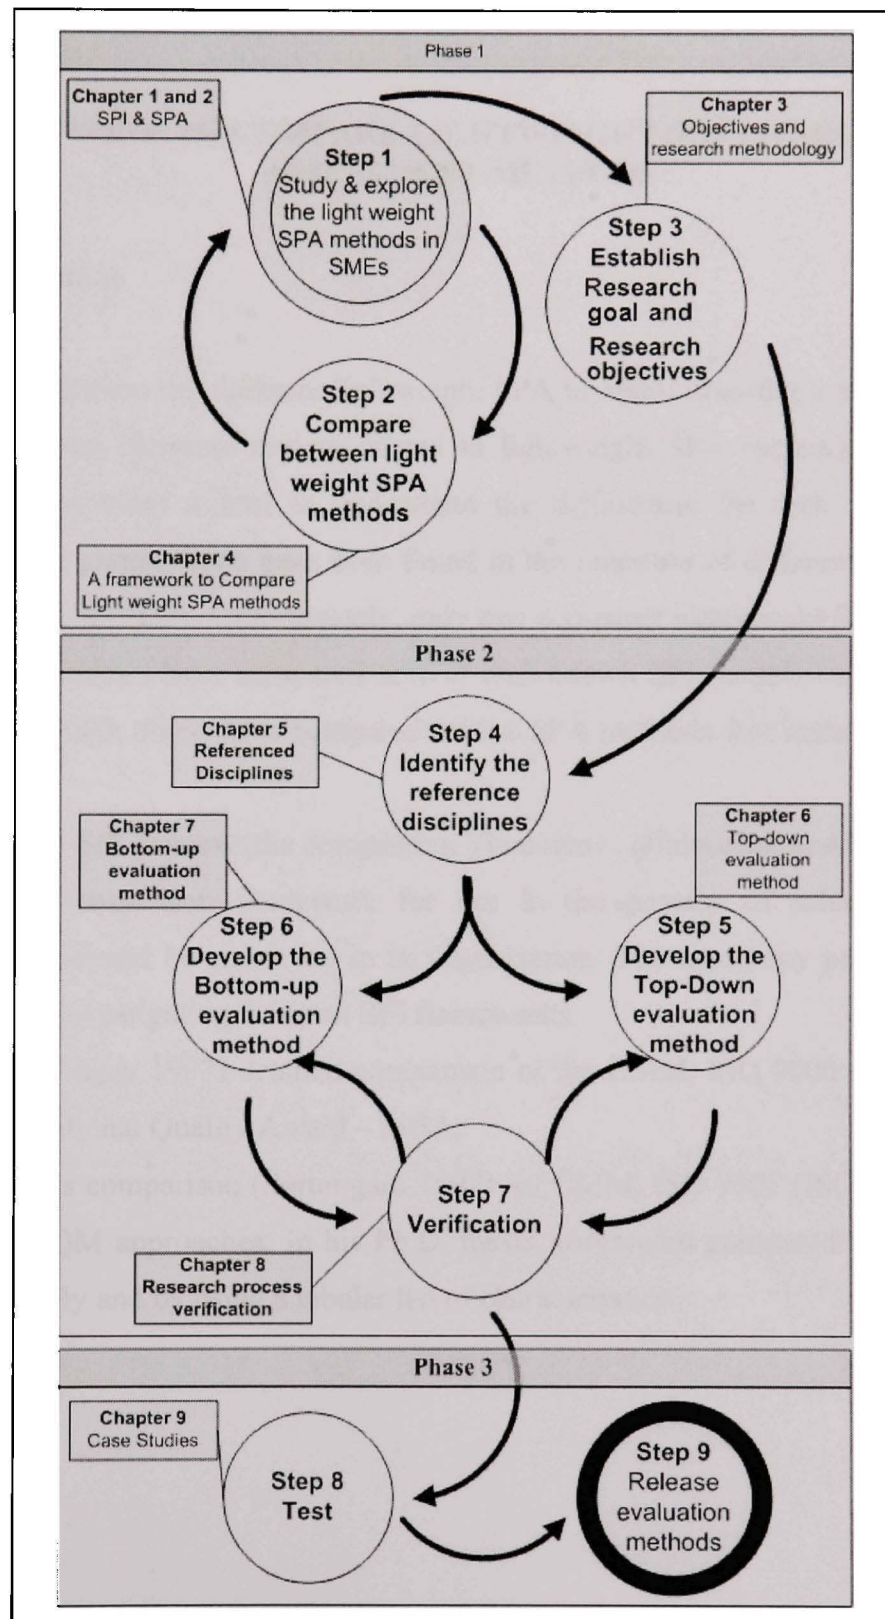 Phase 1
Chapter 1 and 2
SPI & SPA
Step 1
Study & explore
the light weight
SPA methods in
SMEs
Chapter 3
Objectives and
research methodology
Step 3
Establish
Research
goal and
Research
objectives
Step 2
Compare
between light
weight SPA
methods
Chapter 4
A framework to Compare
Light weight SPA methods
Phase 2
Chapter 5
Referenced
Disciplines
Step 4
Identify the
reference
disciplines
Chapter 7
Bottom-up
evaluation
method
Chapter 6
Top-down
evaluation
method
Step 6
Develop the
Bottom-up
evaluation
method
Step 5
Develop the
Top-Down
evaluation
method
Step 7
Verification
Chapter 8
Research process
verification
Phase 3
Chapter 9
Case Studies
Step 8
Test
Step 9
Release
evaluation
methods